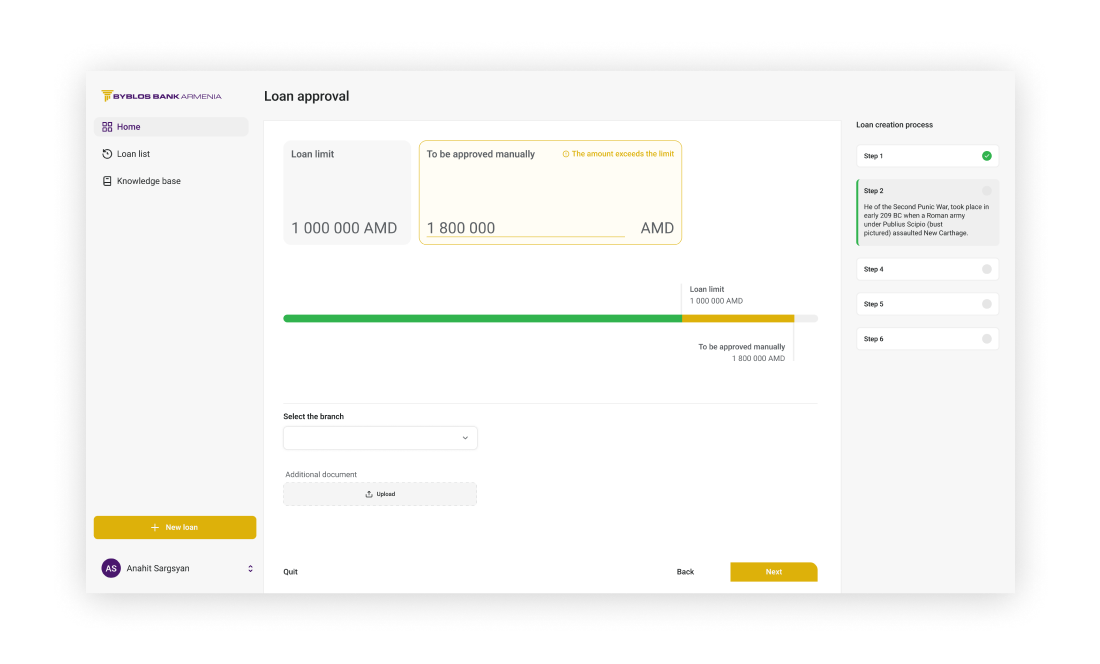 BYBLOS BANK ARMENIA
Home
Loan list
Knowledge base
New loan
AS
Anahit Sargsyan
Loan approval
Loan limit
1 000 000 AMD
To be approved manually
The amount exceeds the limit
1 800 000
AMD
Loan limit
1 000 000 AMD
To be approved manually
1 800 000 AMD
Select the branch
Additional document
Upload
Quit
Back
Next
Loan creation process
Step 1
Step 2
He of the Second Punic War, took place in
early 209 BC when a Roman army
under Publius Scipio (bust
pictured) assaulted New Carthage.
Step 4
Step 5
Step 6